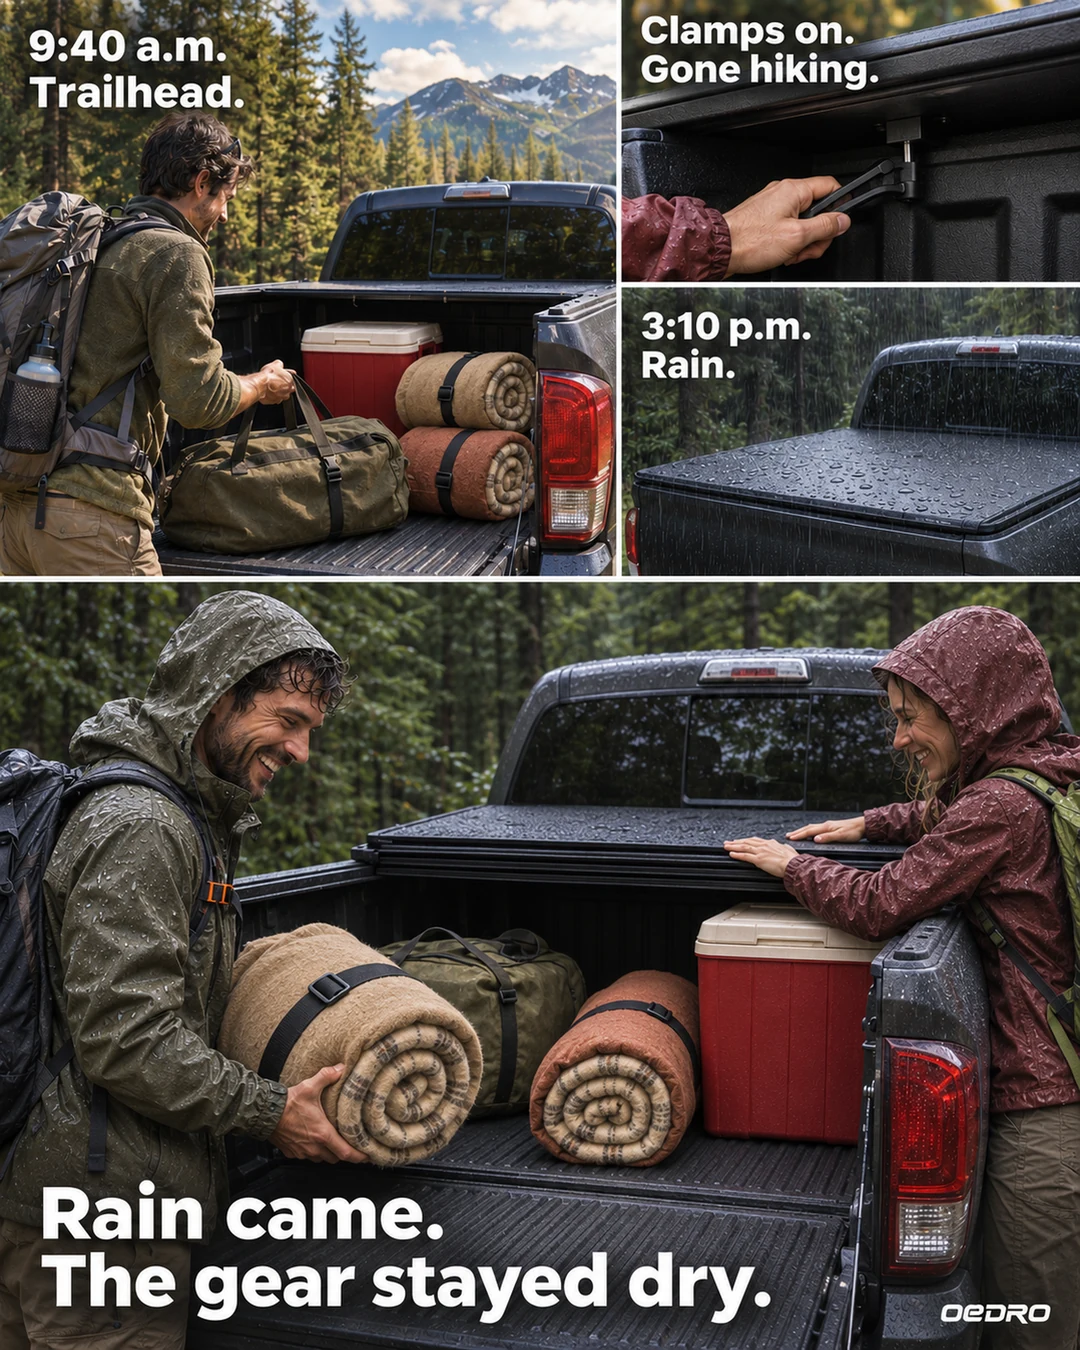 9:40 a.m.
Trailhead.
Clamps on.
Gone hiking.
3:10 p.m.
Rain.
Rain came.
The gear stayed dry.
OEDRO